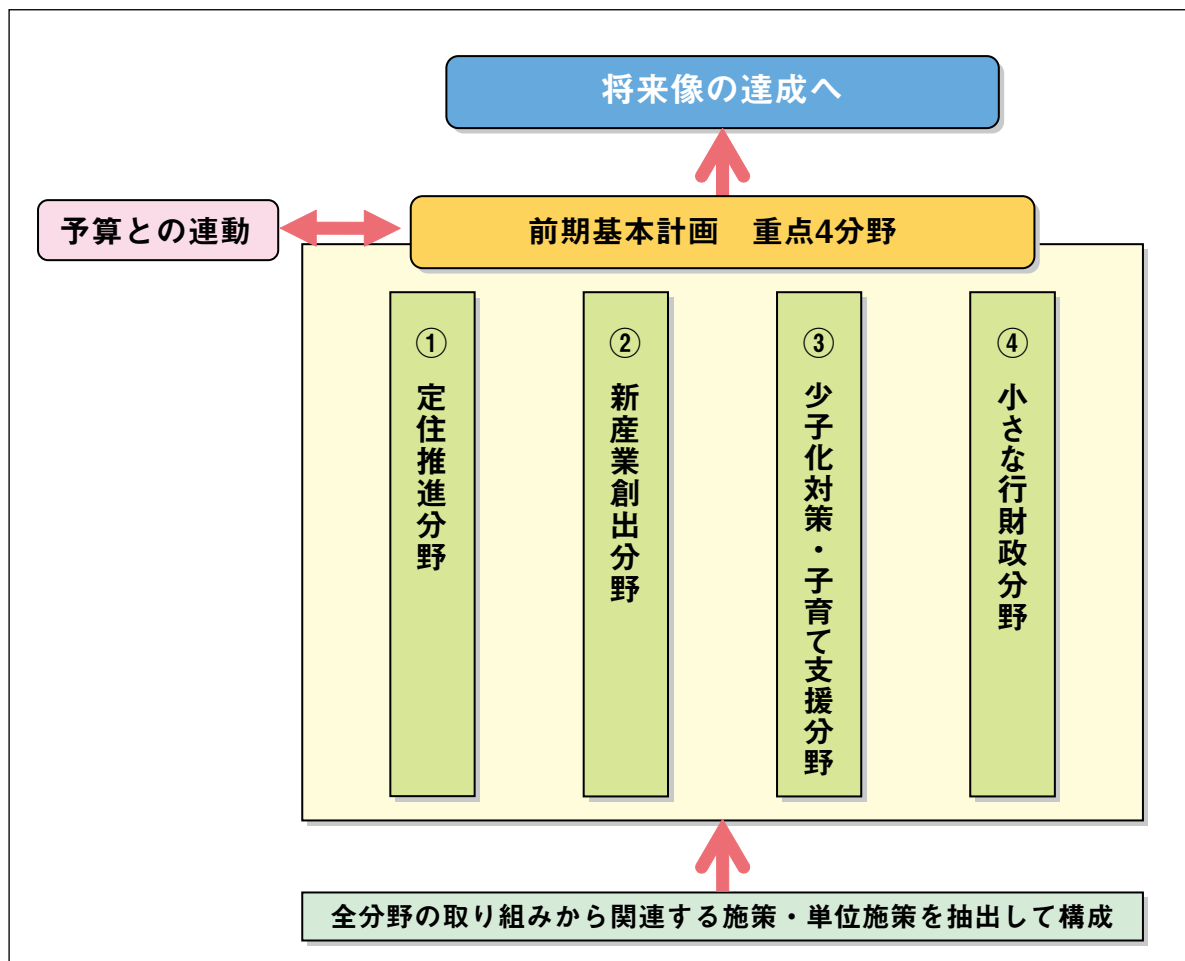 将来像の達成へ
予算との連動
前期基本計画　重点4分野
① 定住推進分野
② 新産業創出分野
③ 少子化対策・子育て支援分野
④ 小さな行財政分野
全分野の取り組みから関連する施策・単位施策を抽出して構成